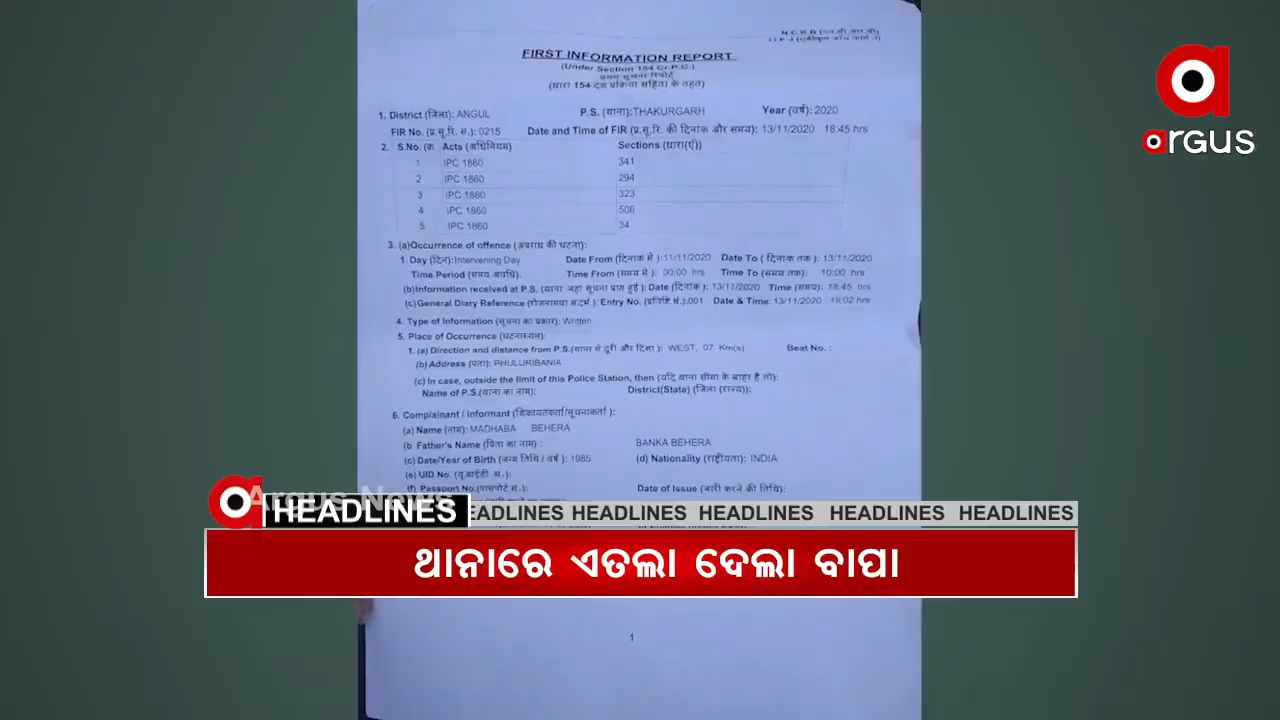 N.C.R.B (एन.सी.आर.बी)
FIRST INFORMATION REPORT
(Under Section 154 Cr.P.C.)
प्रथम सूचना रिपोर्ट
(धारा 154 दंड प्रक्रिया संहिता के तहत)
argus
1. District (जिला): ANGUL P.S. (थाना):THAKURGARH Year (वर्ष): 2020
FIR No. (प्र.सू.रि. सं.): 0215 Date and Time of FIR (प्र.सू.रि. की दिनांक और समय): 13/11/2020 18:45 hrs
2. S.No. (क्र. Acts (अधिनियम) Sections (धारा(एँ))
1 IPC 1860 341
2 IPC 1860 294
3 IPC 1860 323
4 IPC 1860 506
5 IPC 1860 34
3. (a)Occurrence of offence (अपराध की घटना):
1. Day (दिन):Intervening Day Date From (दिनांक से ):11/11/2020 Date To ( दिनांक तक ): 13/11/2020
Time Period (समय अवधि). Time From (समय से ): 00:00 hrs Time To (समय तक): 10:00 hrs
(b)Information received at P.S. (थाना जहां सूचना प्राप्त हुई ): Date (दिनांक ): 13/11/2020 Time (समय): 18:45 hrs
(c)General Diary Reference (रोजनामचा संदर्भ ): Entry No. (प्रविष्टि सं.):001 Date & Time: 13/11/2020 19:02 hrs
4. Type of Information (सूचना का प्रकार): Written
5. Place of Occurrence (घटनास्थल):
1. (a) Direction and distance from P.S.(थाना से दूरी और दिशा ): WEST, 07 Km(s) Beat No. :
(b) Address (पता): PHULURIBANIA
(c) In case, outside the limit of this Police Station, then (यदि थाना सीमा के बाहर है तो):
Name of P.S.(थाना का नाम): District(State) (जिला (राज्य)):
6. Complainant / Informant (शिकायतकर्ता/सूचनाकर्ता ):
(a) Name (नाम): MADHABA BEHERA
(b Father's Name (पिता का नाम) : BANKA BEHERA
(c) Date/Year of Birth (जन्म तिथि / वर्ष ): 1985 (d) Nationality (राष्ट्रीयता): INDIA
(e) UID No. (यू.आईडी. सं.):
(f) Passport No.(पासपोर्ट सं.): Date of Issue (जारी करने की तिथि):
Argus News
HEADLINES EADLINES HEADLINES HEADLINES HEADLINES HEADLINES
ଥାନାରେ ଏତଲା ଦେଲା ବାପା
1